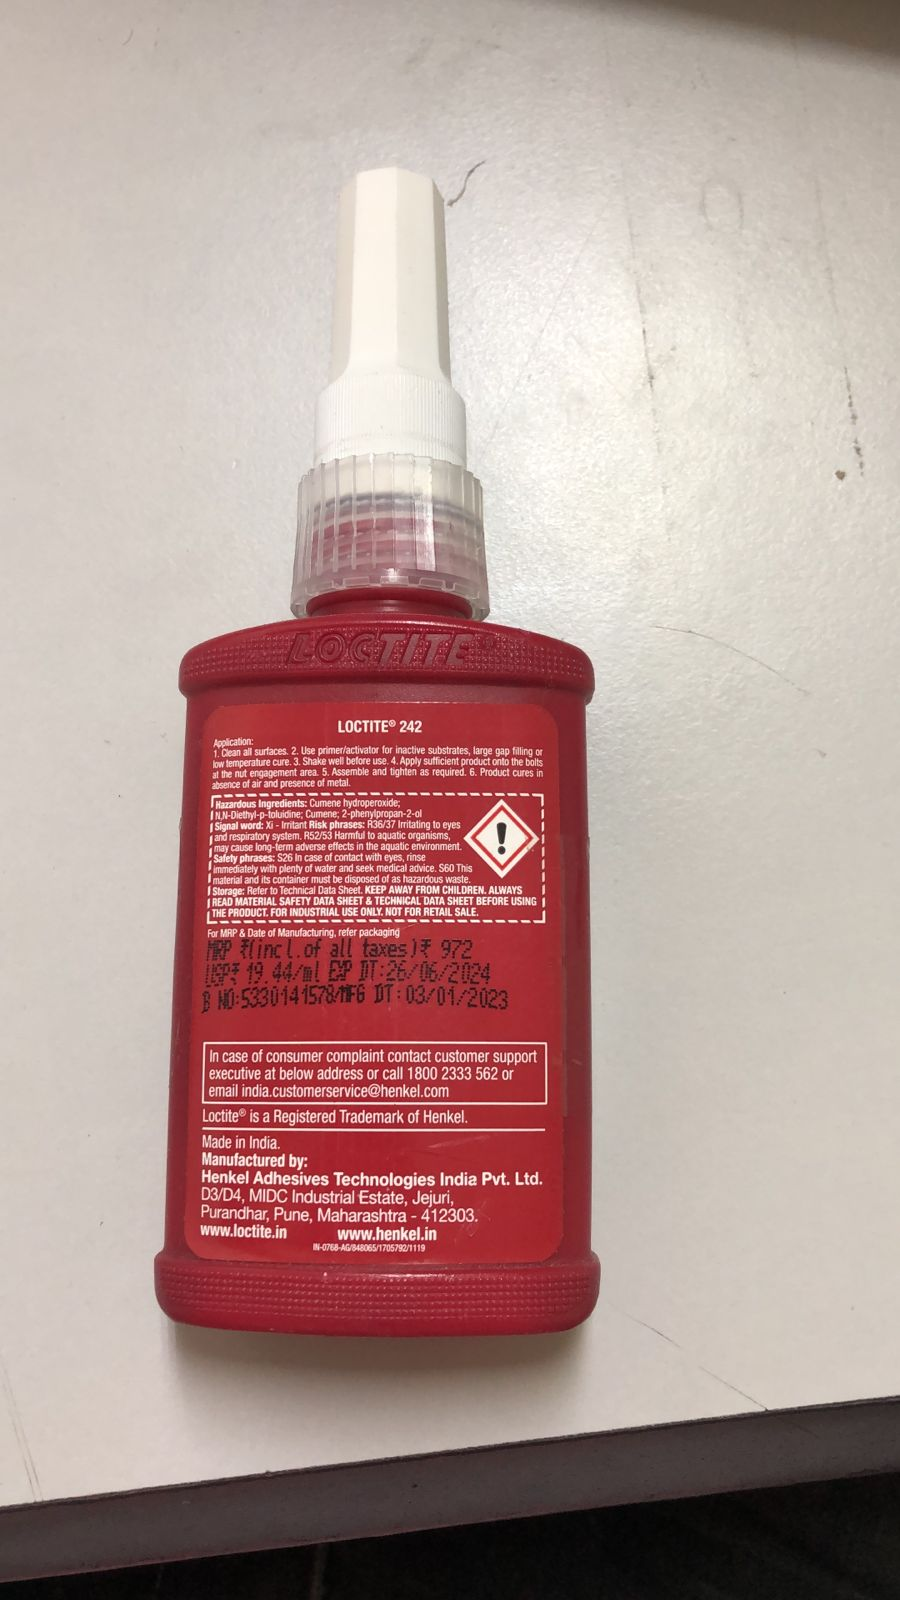 LOCTITE®
LOCTITE® 242
Application:
1. Clean all surfaces. 2. Use primer/activator for inactive substrates, large gap filling or
low temperature cure. 3. Shake well before use. 4. Apply sufficient product onto the bolts
at the nut engagement area. 5. Assemble and tighten as required. 6. Product cures in
absence of air and presence of metal.
Hazardous Ingredients: Cumene hydroperoxide;
N,N-Diethyl-p-toluidine; Cumene; 2-phenylpropan-2-ol
Signal word: Xi - Irritant Risk phrases: R36/37 Irritating to eyes
and respiratory system. R52/53 Harmful to aquatic organisms,
may cause long-term adverse effects in the aquatic environment.
Safety phrases: S26 In case of contact with eyes, rinse
immediately with plenty of water and seek medical advice. S60 This
material and its container must be disposed of as hazardous waste.
Storage: Refer to Technical Data Sheet. KEEP AWAY FROM CHILDREN. ALWAYS
READ MATERIAL SAFETY DATA SHEET & TECHNICAL DATA SHEET BEFORE USING
THE PRODUCT. FOR INDUSTRIAL USE ONLY. NOT FOR RETAIL SALE.
For MRP & Date of Manufacturing, refer packaging
MRP ₹(incl.of all taxes)₹ 972
USP₹ 19.44/ml EXP DT:26/06/2024
B NO:5330141578/MFG DT:03/01/2023
In case of consumer complaint contact customer support
executive at below address or call 1800 2333 562 or
email india.customerservice@henkel.com
Loctite® is a Registered Trademark of Henkel.
Made in India.
Manufactured by:
Henkel Adhesives Technologies India Pvt. Ltd.
D3/D4, MIDC Industrial Estate, Jejuri,
Purandhar, Pune, Maharashtra - 412303.
www.loctite.in www.henkel.in
IN-0768-AG/848065/1705792/1119